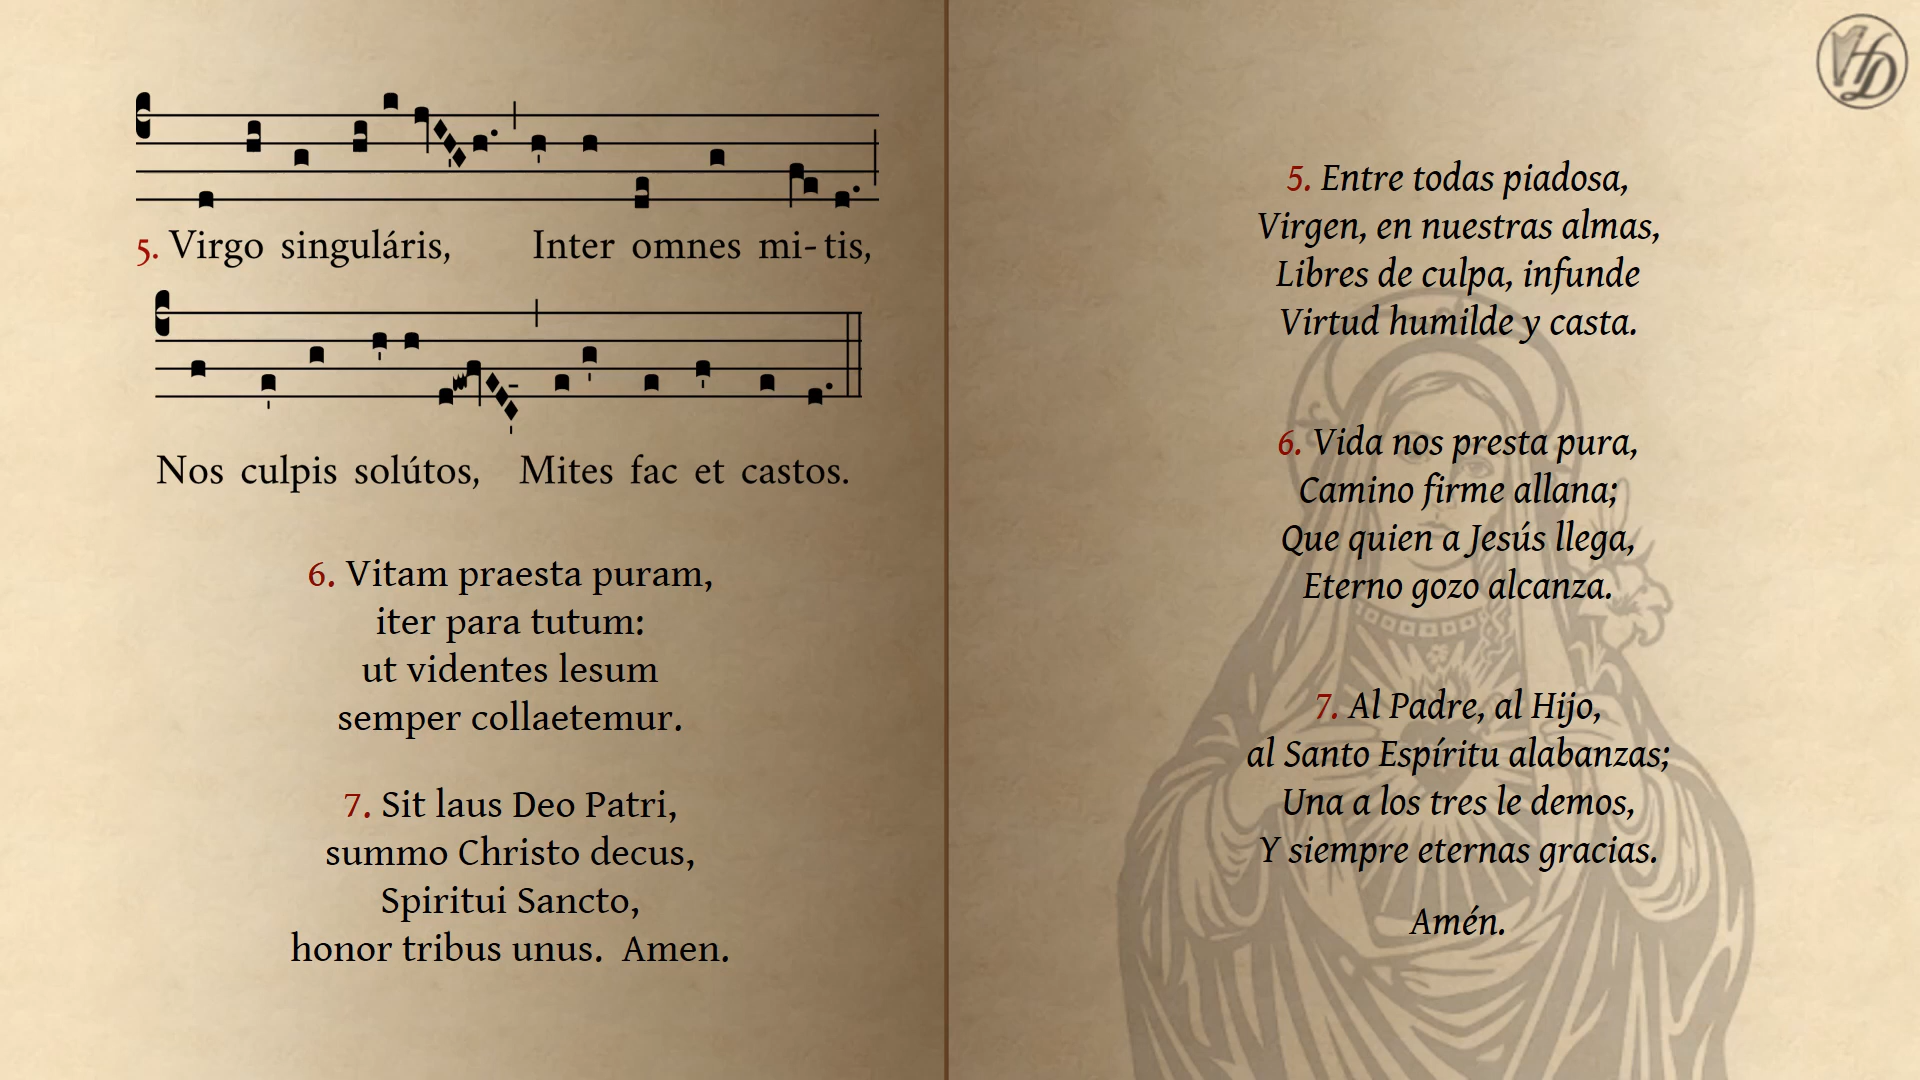 5. Virgo singuláris, Inter omnes mi-tis,
Nos culpis solútos, Mites fac et castos.
6. Vitam praesta puram,
iter para tutum:
ut videntes lesum
semper collaetemur.
7. Sit laus Deo Patri,
summo Christo decus,
Spiritui Sancto,
honor tribus unus. Amen.
HD
5. Entre todas piadosa,
Virgen, en nuestras almas,
Libres de culpa, infunde
Virtud humilde y casta.
6. Vida nos presta pura,
Camino firme allana;
Que quien a Jesús llega,
Eterno gozo alcanza.
7. Al Padre, al Hijo,
al Santo Espíritu alabanzas;
Una a los tres le demos,
Y siempre eternas gracias.
Amén.